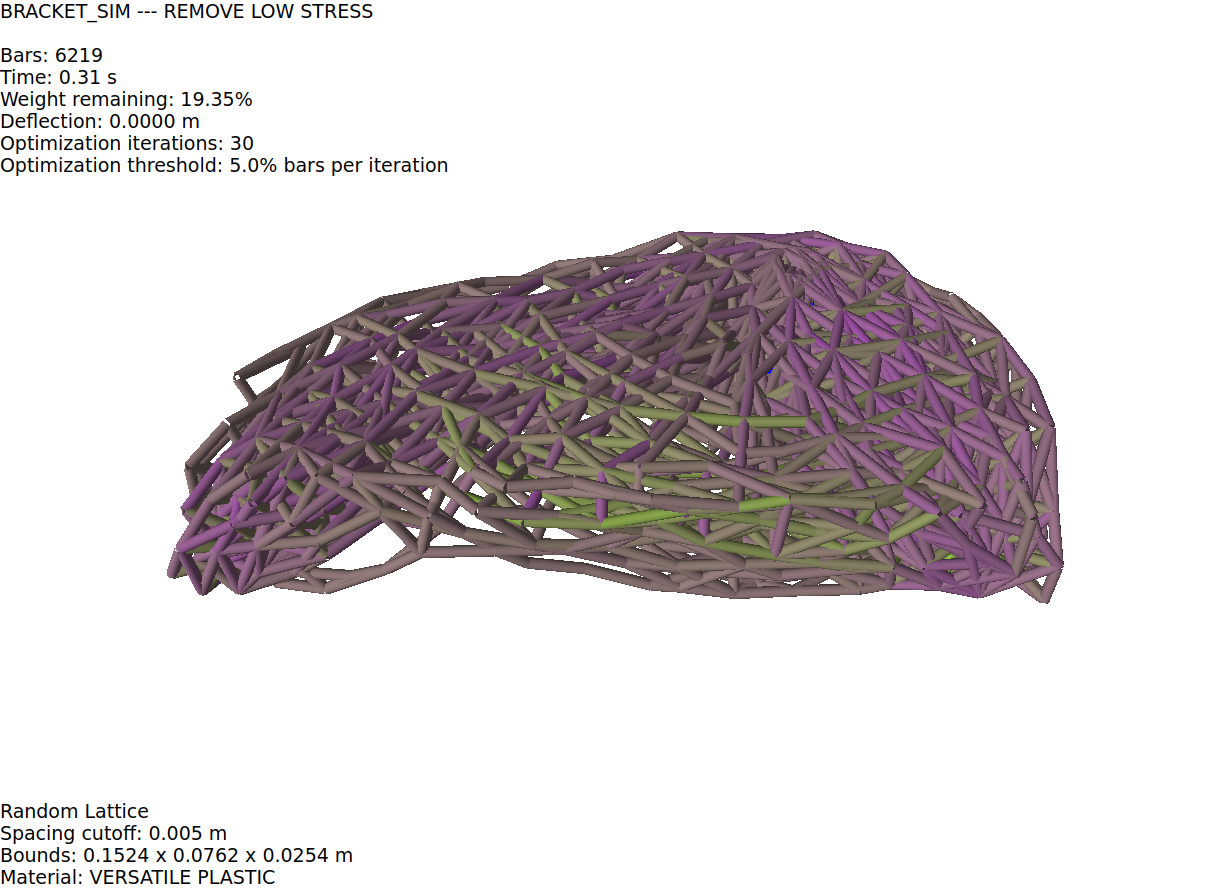 BRACKET_SIM --- REMOVE LOW STRESS
Bars: 6219
Time: 0.31 s
Weight remaining: 19.35%
Deflection: 0.0000 m
Optimization iterations: 30
Optimization threshold: 5.0% bars per iteration
Random Lattice
Spacing cutoff: 0.005 m
Bounds: 0.1524 x 0.0762 x 0.0254 m
Material: VERSATILE PLASTIC